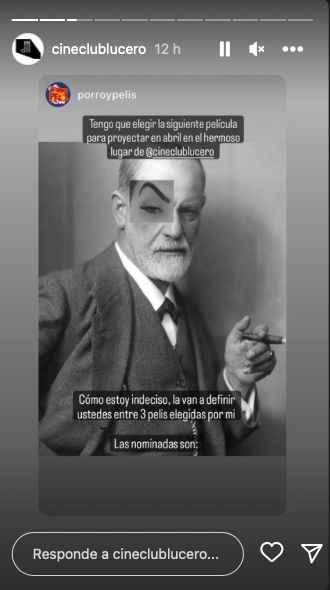 cineclublucero 12 h
porroypelis
Tengo que elegir la siguiente película
para proyectar en abril en el hermoso
lugar de @cineclublucero
Cómo estoy indeciso, la van a definir
ustedes entre 3 pelis elegidas por mi
Las nominadas son:
Responde a cineclublucero...